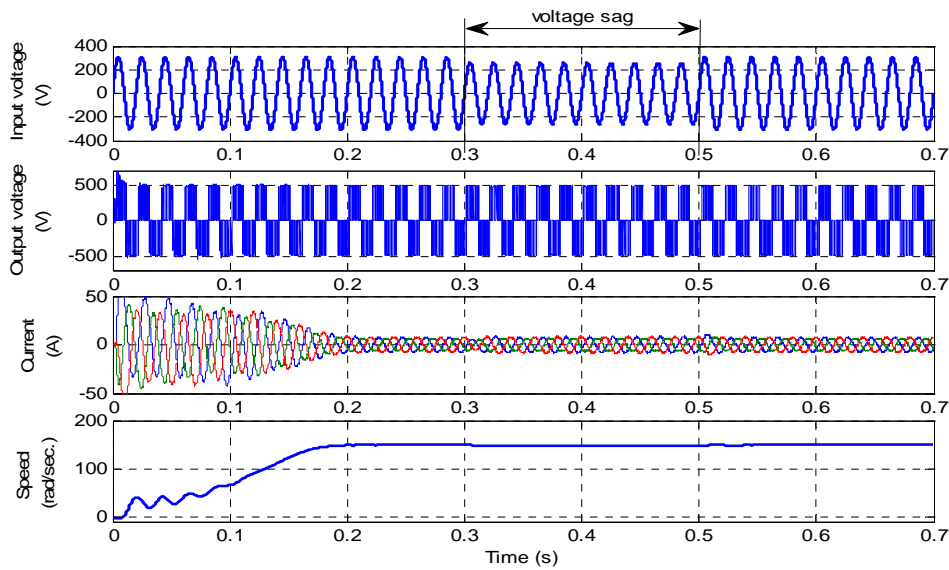 voltage sag
Input voltage
(V)
400
200
0
-200
-400
0 0.1 0.2 0.3 0.4 0.5 0.6 0.7
Output voltage
(V)
500
0
-500
0 0.1 0.2 0.3 0.4 0.5 0.6 0.7
Current
(A)
50
0
-50
0 0.1 0.2 0.3 0.4 0.5 0.6 0.7
Speed
(rad/sec.)
200
100
0
0 0.1 0.2 0.3 0.4 0.5 0.6 0.7
Time (s)